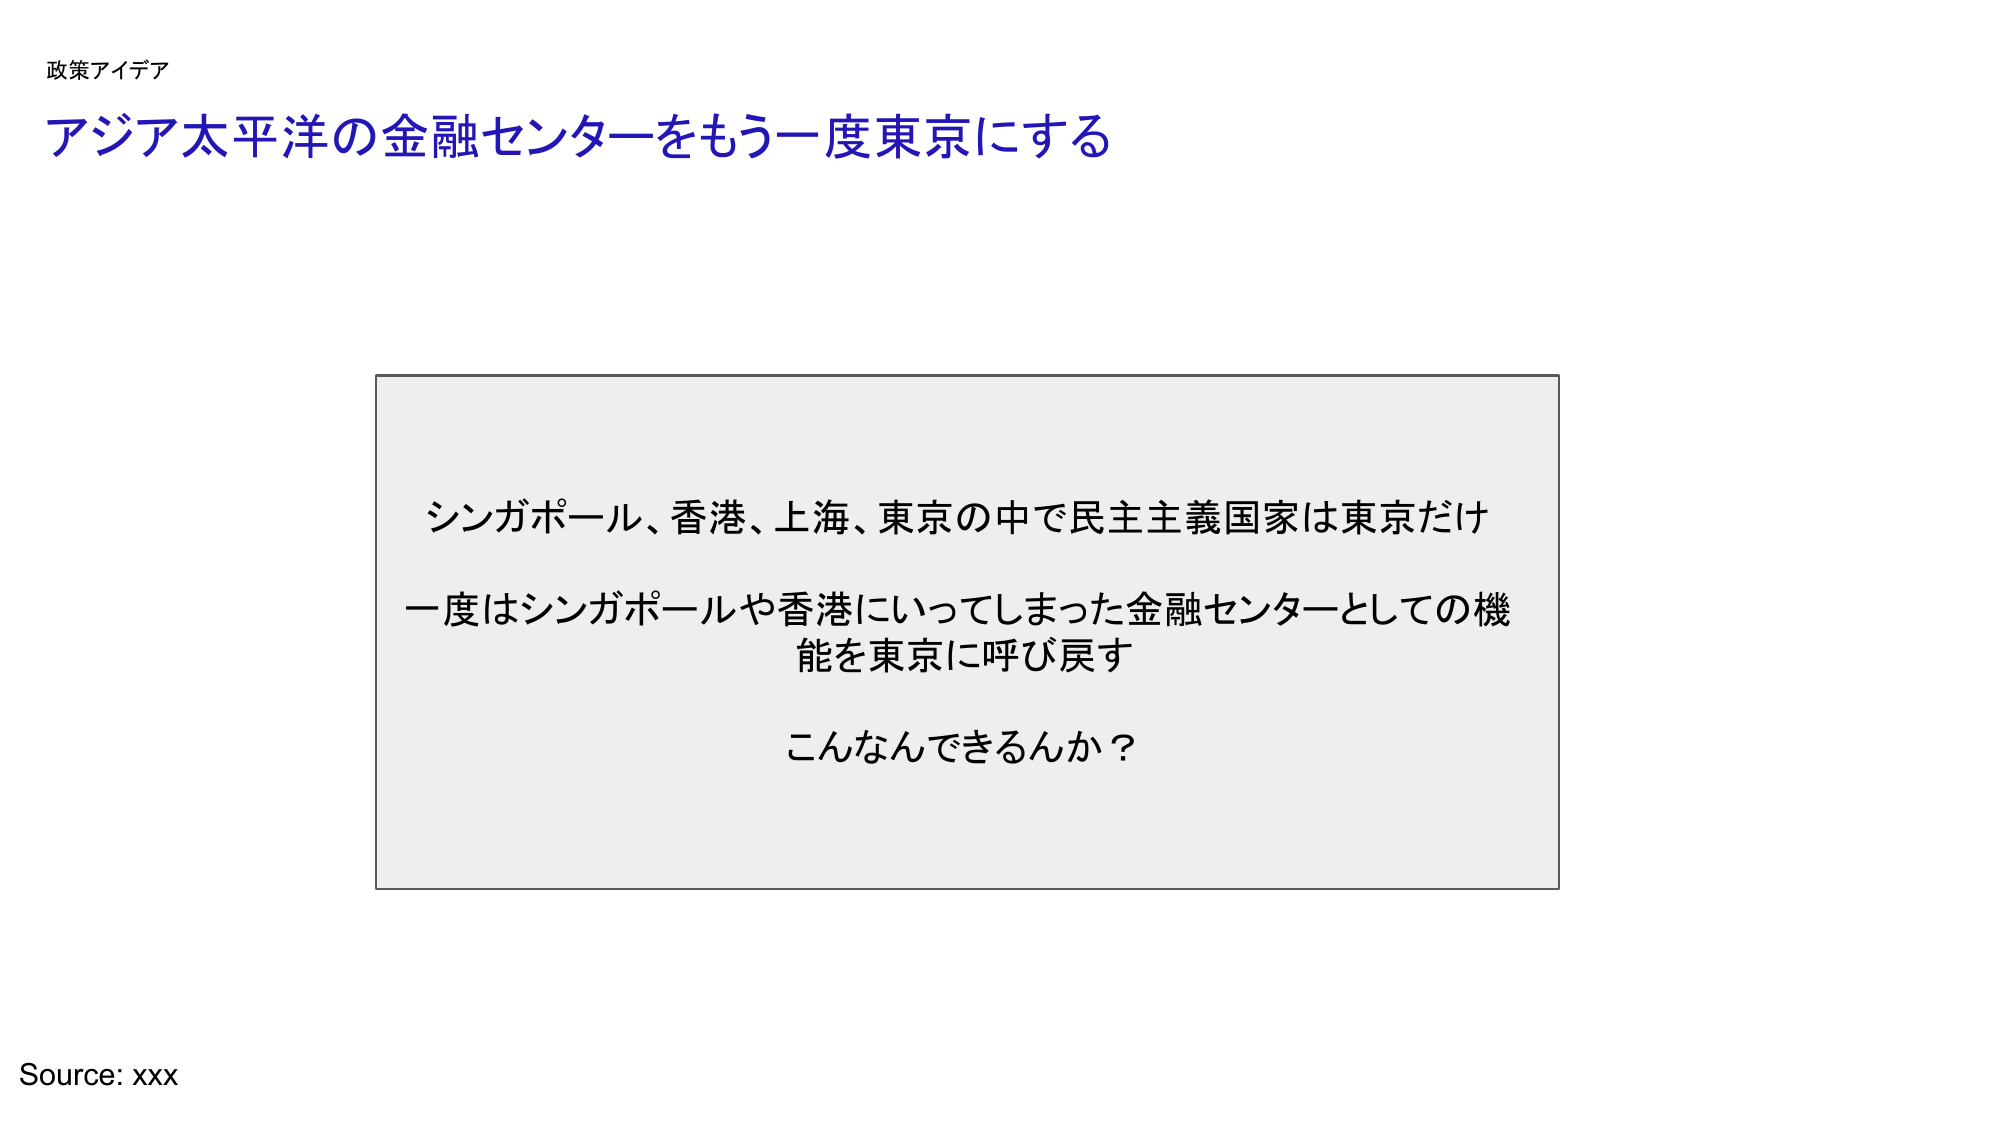 政策アイデア
アジア太平洋の金融センターをもう一度東京にする
シンガポール、香港、上海、東京の中で民主主義国家は東京だけ
一度はシンガポールや香港にいってしまった金融センターとしての機
能を東京に呼び戻す
こんなんできるんか？
Source: xxx